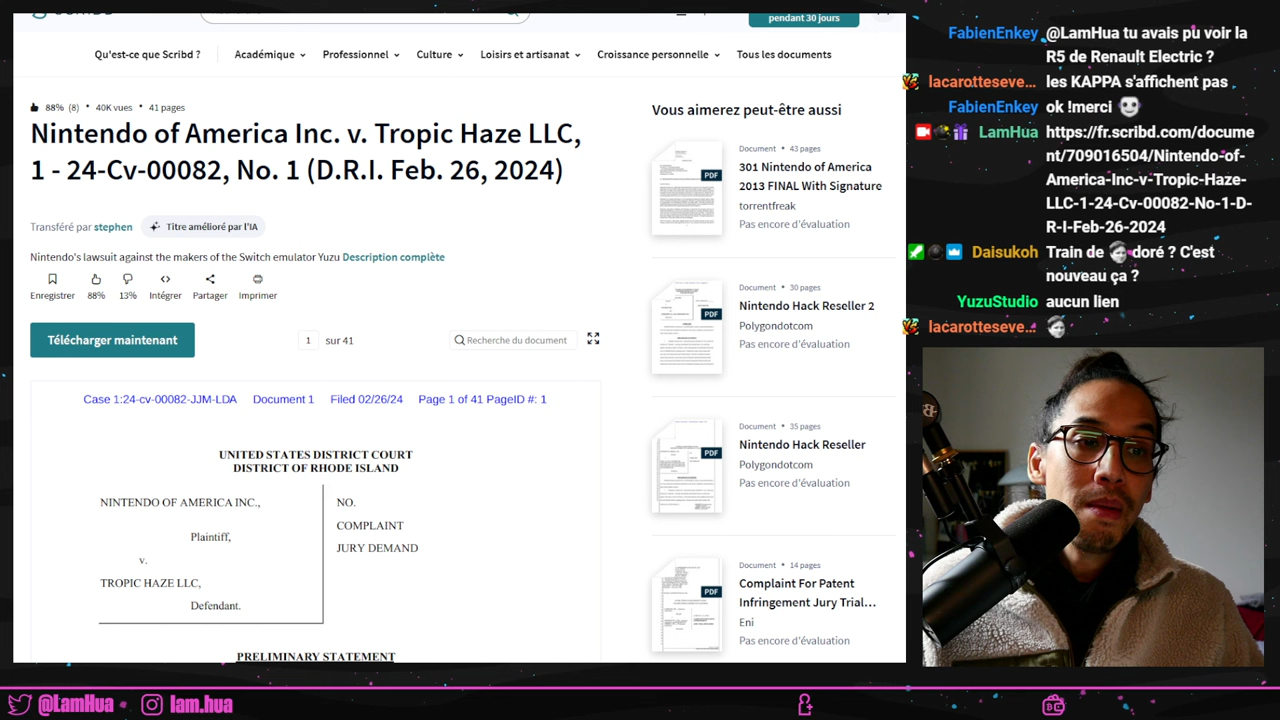 pendant 30 jours
Qu'est-ce que Scribd ?
Académique
Professionnel
Culture
Loisirs et artisanat
Croissance personnelle
Tous les documents
88% (8) • 40K vues • 41 pages
Nintendo of America Inc. v. Tropic Haze LLC,
1 - 24-Cv-00082, No. 1 (D.R.I. Feb. 26, 2024)
Transféré par stephen
Titre amélioré par l'IA
Nintendo's lawsuit against the makers of the Switch emulator Yuzu Description complète
Enregistrer
88%
13%
Intégrer
Partager
Imprimer
Télécharger maintenant
1 sur 41
Recherche du document
Case 1:24-cv-00082-JJM-LDA Document 1 Filed 02/26/24 Page 1 of 41 PageID #: 1
UNITED STATES DISTRICT COURT
DISTRICT OF RHODE ISLAND
NINTENDO OF AMERICA INC.,
Plaintiff,
v.
TROPIC HAZE LLC,
Defendant.
NO.
COMPLAINT
JURY DEMAND
PRELIMINARY STATEMENT
Vous aimerez peut-être aussi
Document • 43 pages
301 Nintendo of America
2013 FINAL With Signature
torrentfreak
Pas encore d'évaluation
PDF
Document • 30 pages
Nintendo Hack Reseller 2
Polygondotcom
Pas encore d'évaluation
PDF
Document • 35 pages
Nintendo Hack Reseller
Polygondotcom
Pas encore d'évaluation
PDF
Document • 14 pages
Complaint For Patent
Infringement Jury Trial…
Eni
Pas encore d'évaluation
PDF
FabienEnkey @LamHua tu avais pu voir la
R5 de Renault Electric ?
lacarotteseve… les KAPPA s'affichent pas
FabienEnkey ok !merci
LamHua https://fr.scribd.com/docume
nt/709016504/Nintendo-of-
America-Inc-v-Tropic-Haze-
LLC-1-24-Cv-00082-No-1-D-
R-I-Feb-26-2024
Daisukoh Train de doré ? C'est
nouveau ça ?
YuzuStudio aucun lien
lacarotteseve…
@LamHua
lam.hua